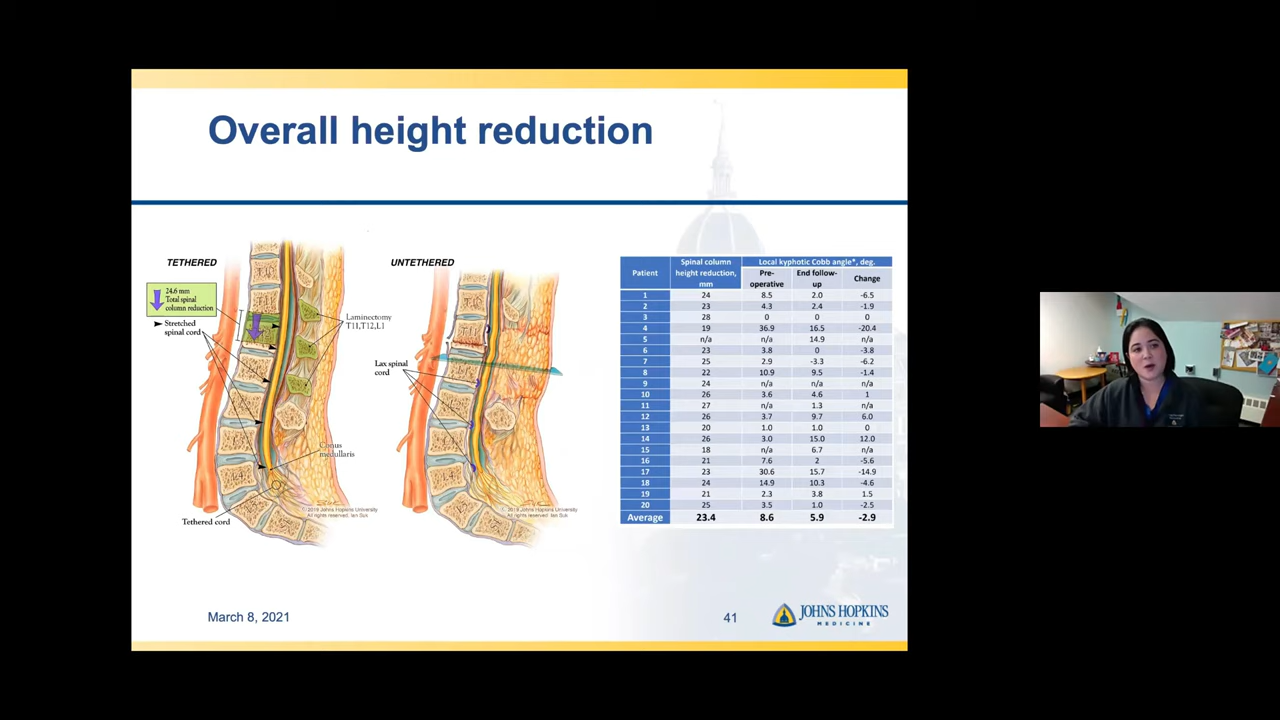 Overall height reduction
TETHERED
24.6 mm
Total spinal
column reduction
Stretched
spinal cord
Laminectomy
T11,T12,L1
Conus
medullaris
Tethered cord
© 2019 Johns Hopkins University
All rights reserved. Ian Suk
UNTETHERED
Lax spinal
cord
© 2019 Johns Hopkins University
All rights reserved. Ian Suk
Patient Spinal column height reduction, mm Local kyphotic Cobb angle*, deg.
Pre-operative End follow-up Change
1 24 8.5 2.0 -6.5
2 23 4.3 2.4 -1.9
3 28 0 0 0
4 19 36.9 16.5 -20.4
5 n/a n/a 14.9 n/a
6 23 3.8 0 -3.8
7 25 2.9 -3.3 -6.2
8 22 10.9 9.5 -1.4
9 24 n/a n/a n/a
10 26 3.6 4.6 1
11 27 n/a 1.3 n/a
12 26 3.7 9.7 6.0
13 20 1.0 1.0 0
14 26 3.0 15.0 12.0
15 18 n/a 6.7 n/a
16 21 7.6 2 -5.6
17 23 30.6 15.7 -14.9
18 24 14.9 10.3 -4.6
19 21 2.3 3.8 1.5
20 25 3.5 1.0 -2.5
Average 23.4 8.6 5.9 -2.9
March 8, 2021
41
JOHNS HOPKINS
MEDICINE